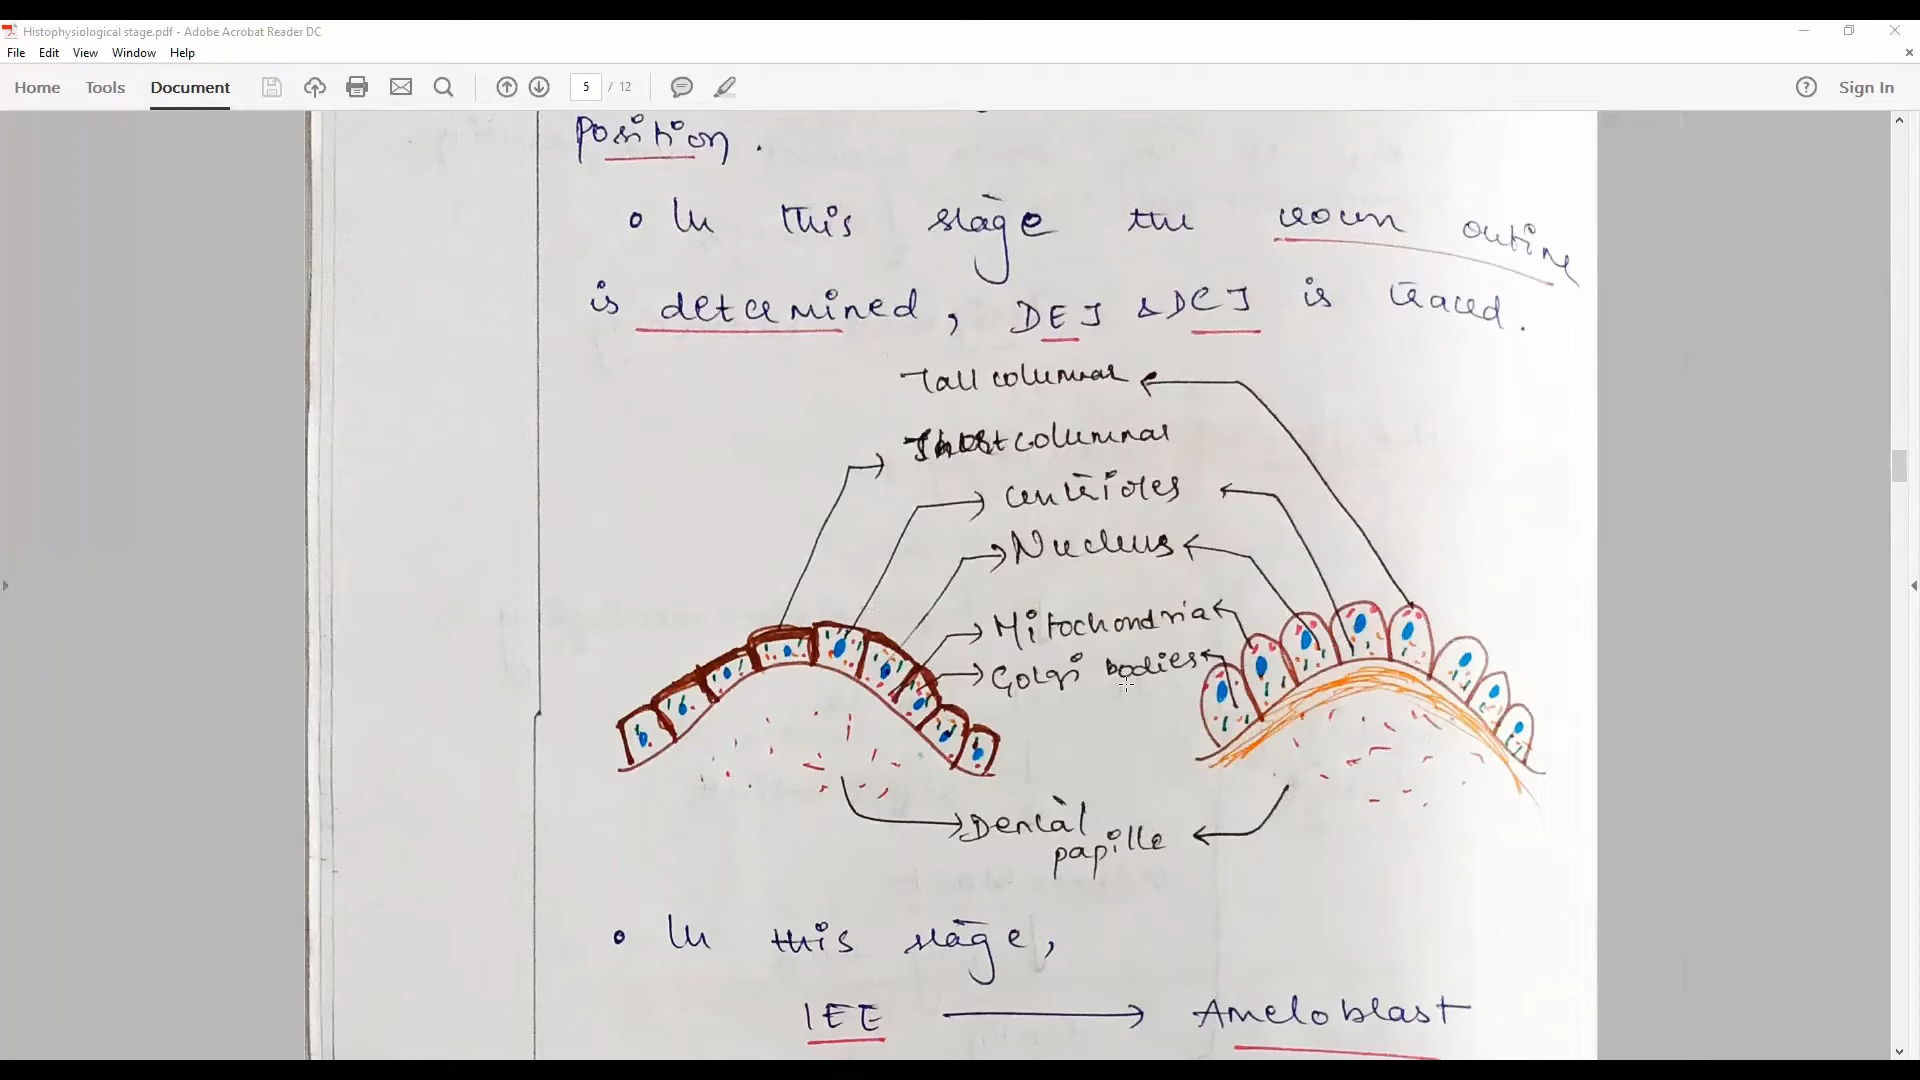 Histophysiological stage.pdf - Adobe Acrobat Reader DC
File Edit View Window Help
Home Tools Document 5 / 12 Sign In
Position.
In this stage the crown outine
is determined, DEJ & DCJ is traced.
Tall columnar
Short columnar
Centrioles
Nucleus
Mitochondria
Golgi bodies
Dental
papille
In this stage,
IEE → Ameloblast